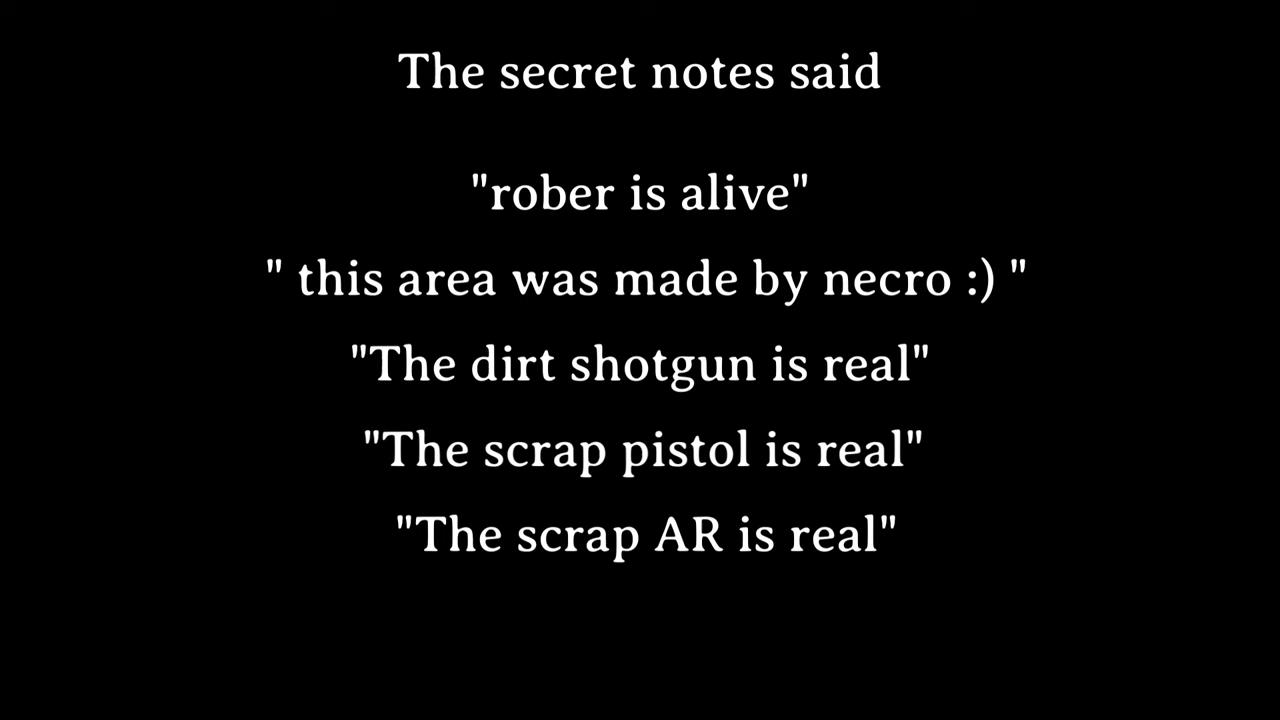 The secret notes said
"rober is alive"
" this area was made by necro :) "
"The dirt shotgun is real"
"The scrap pistol is real"
"The scrap AR is real"